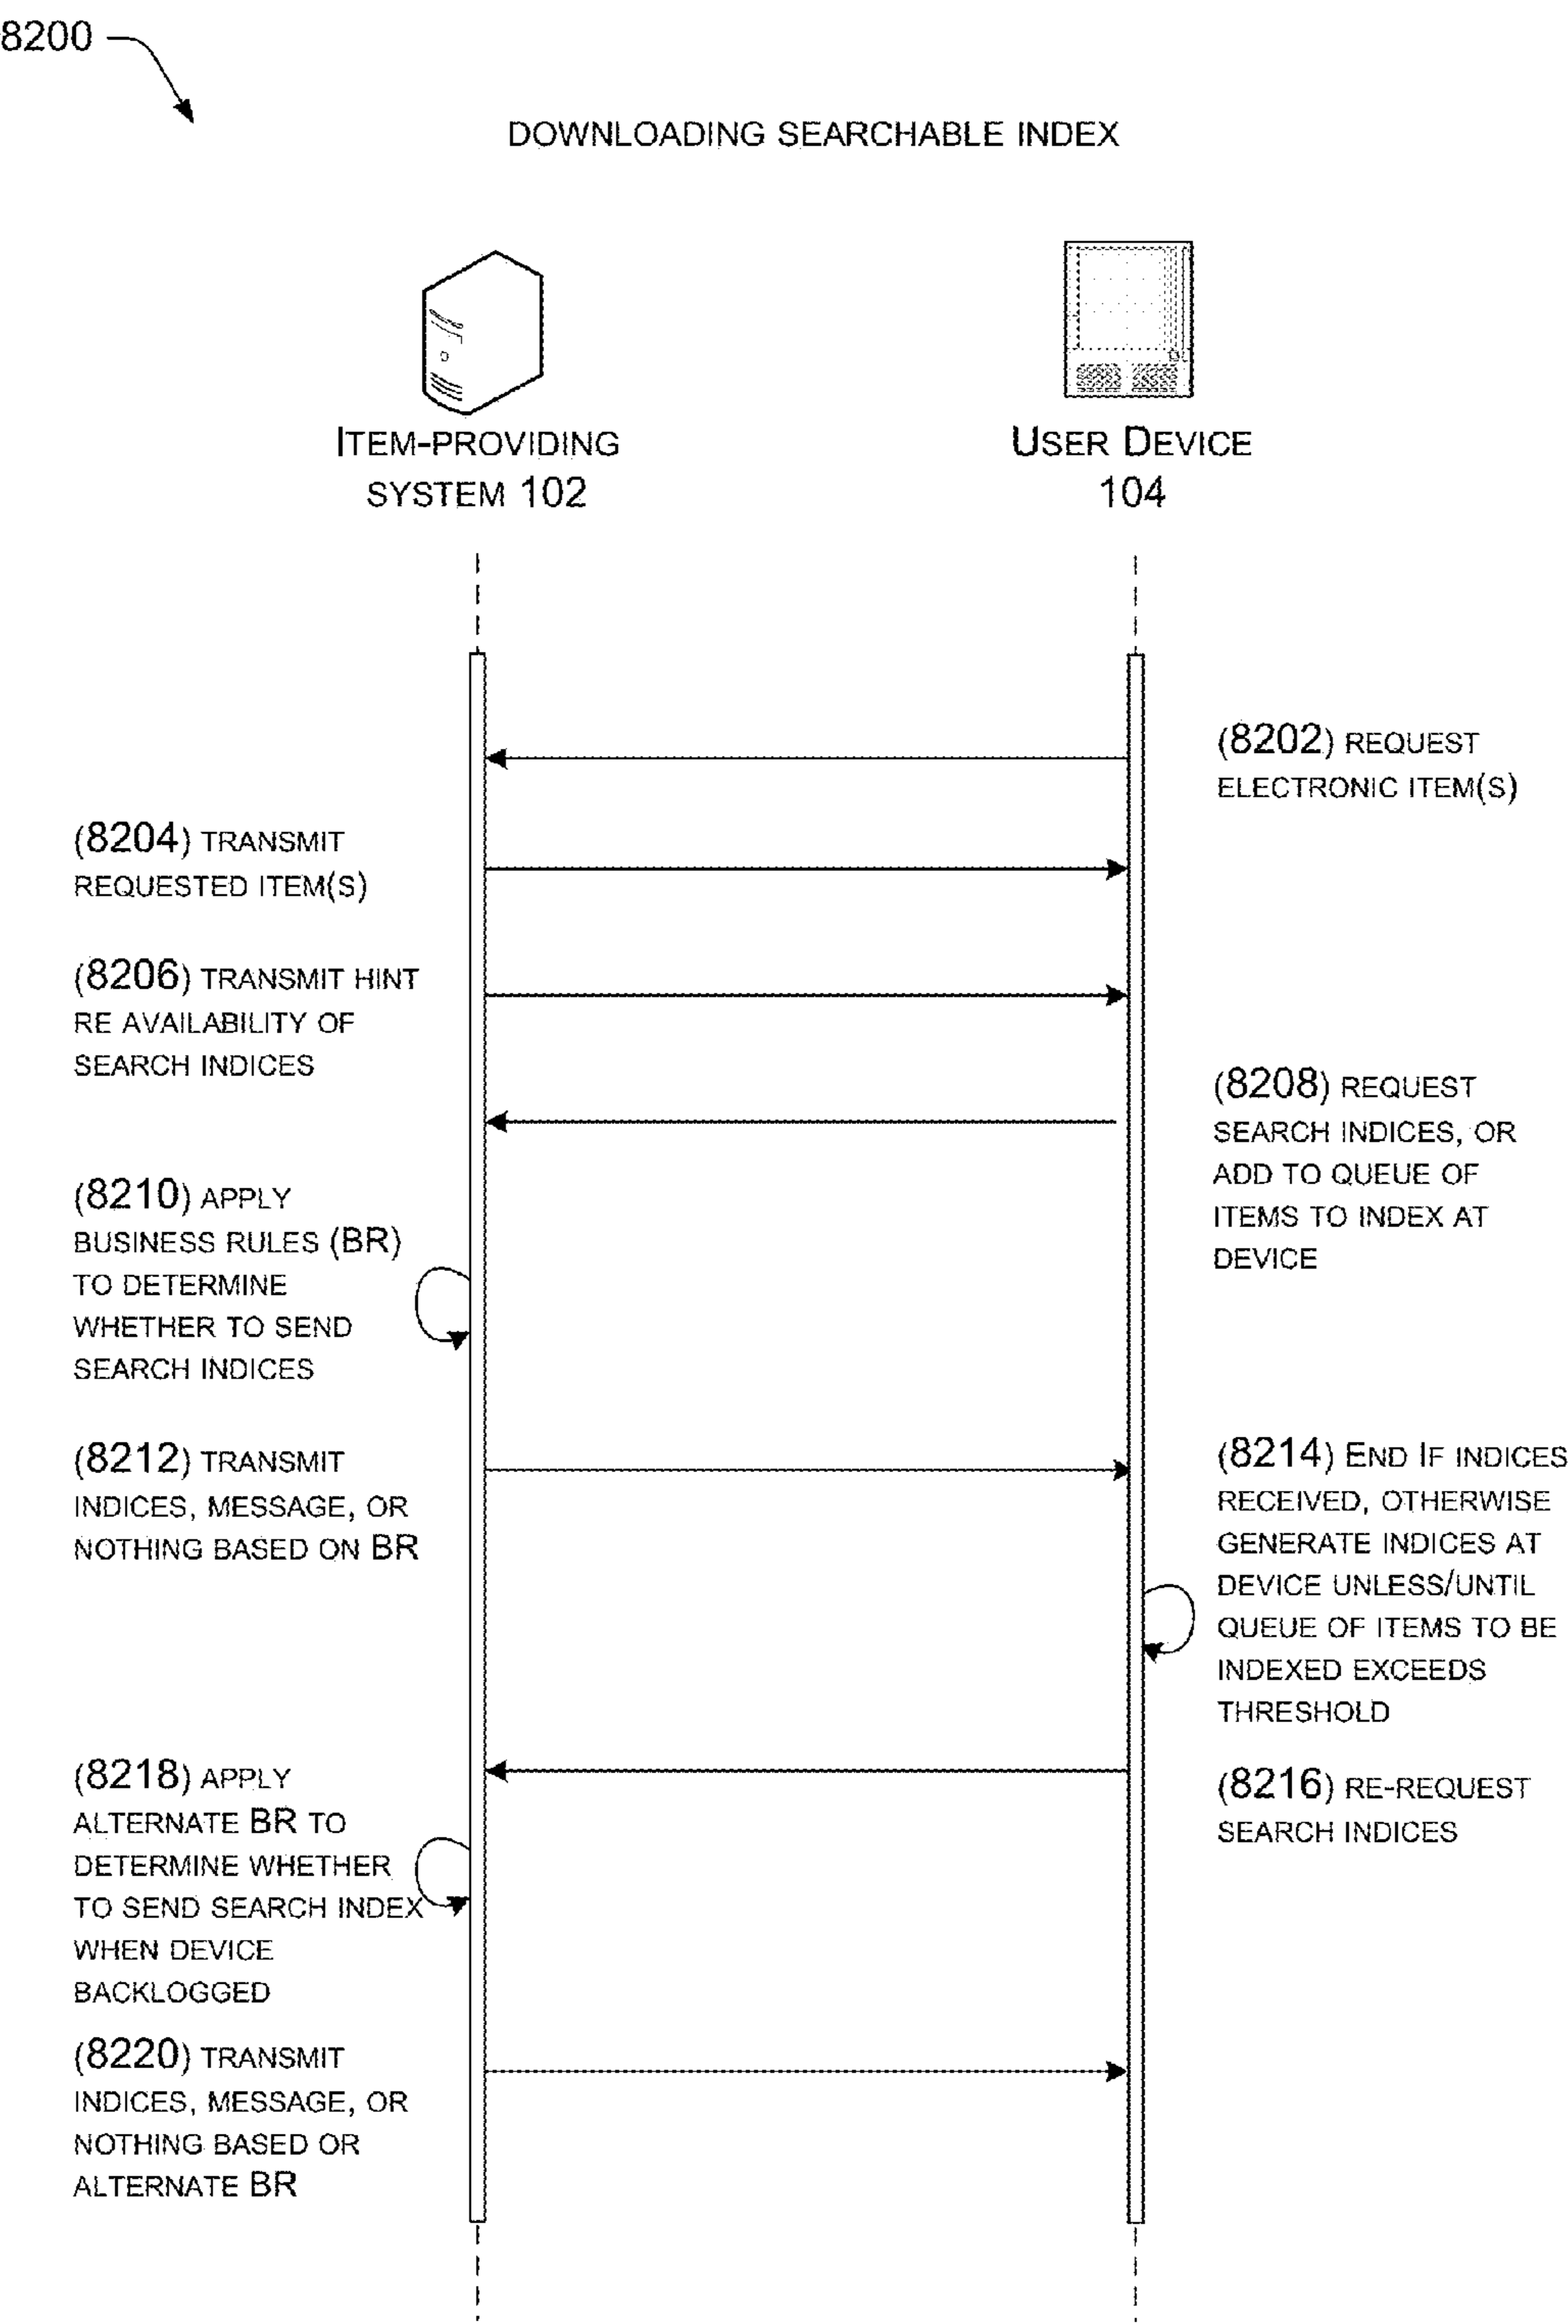 8200
DOWNLOADING SEARCHABLE INDEX
ITEM-PROVIDING
SYSTEM 102
USER DEVICE
104
(8202) REQUEST
ELECTRONIC ITEM(S)
(8204) TRANSMIT
REQUESTED ITEM(S)
(8206) TRANSMIT HINT
RE AVAILABILITY OF
SEARCH INDICES
(8208) REQUEST
SEARCH INDICES, OR
ADD TO QUEUE OF
ITEMS TO INDEX AT
DEVICE
(8210) APPLY
BUSINESS RULES (BR)
TO DETERMINE
WHETHER TO SEND
SEARCH INDICES
(8212) TRANSMIT
INDICES, MESSAGE, OR
NOTHING BASED ON BR
(8214) END IF INDICES
RECEIVED, OTHERWISE
GENERATE INDICES AT
DEVICE UNLESS/UNTIL
QUEUE OF ITEMS TO BE
INDEXED EXCEEDS
THRESHOLD
(8216) RE-REQUEST
SEARCH INDICES
(8218) APPLY
ALTERNATE BR TO
DETERMINE WHETHER
TO SEND SEARCH INDEX
WHEN DEVICE
BACKLOGGED
(8220) TRANSMIT
INDICES, MESSAGE, OR
NOTHING BASED OR
ALTERNATE BR